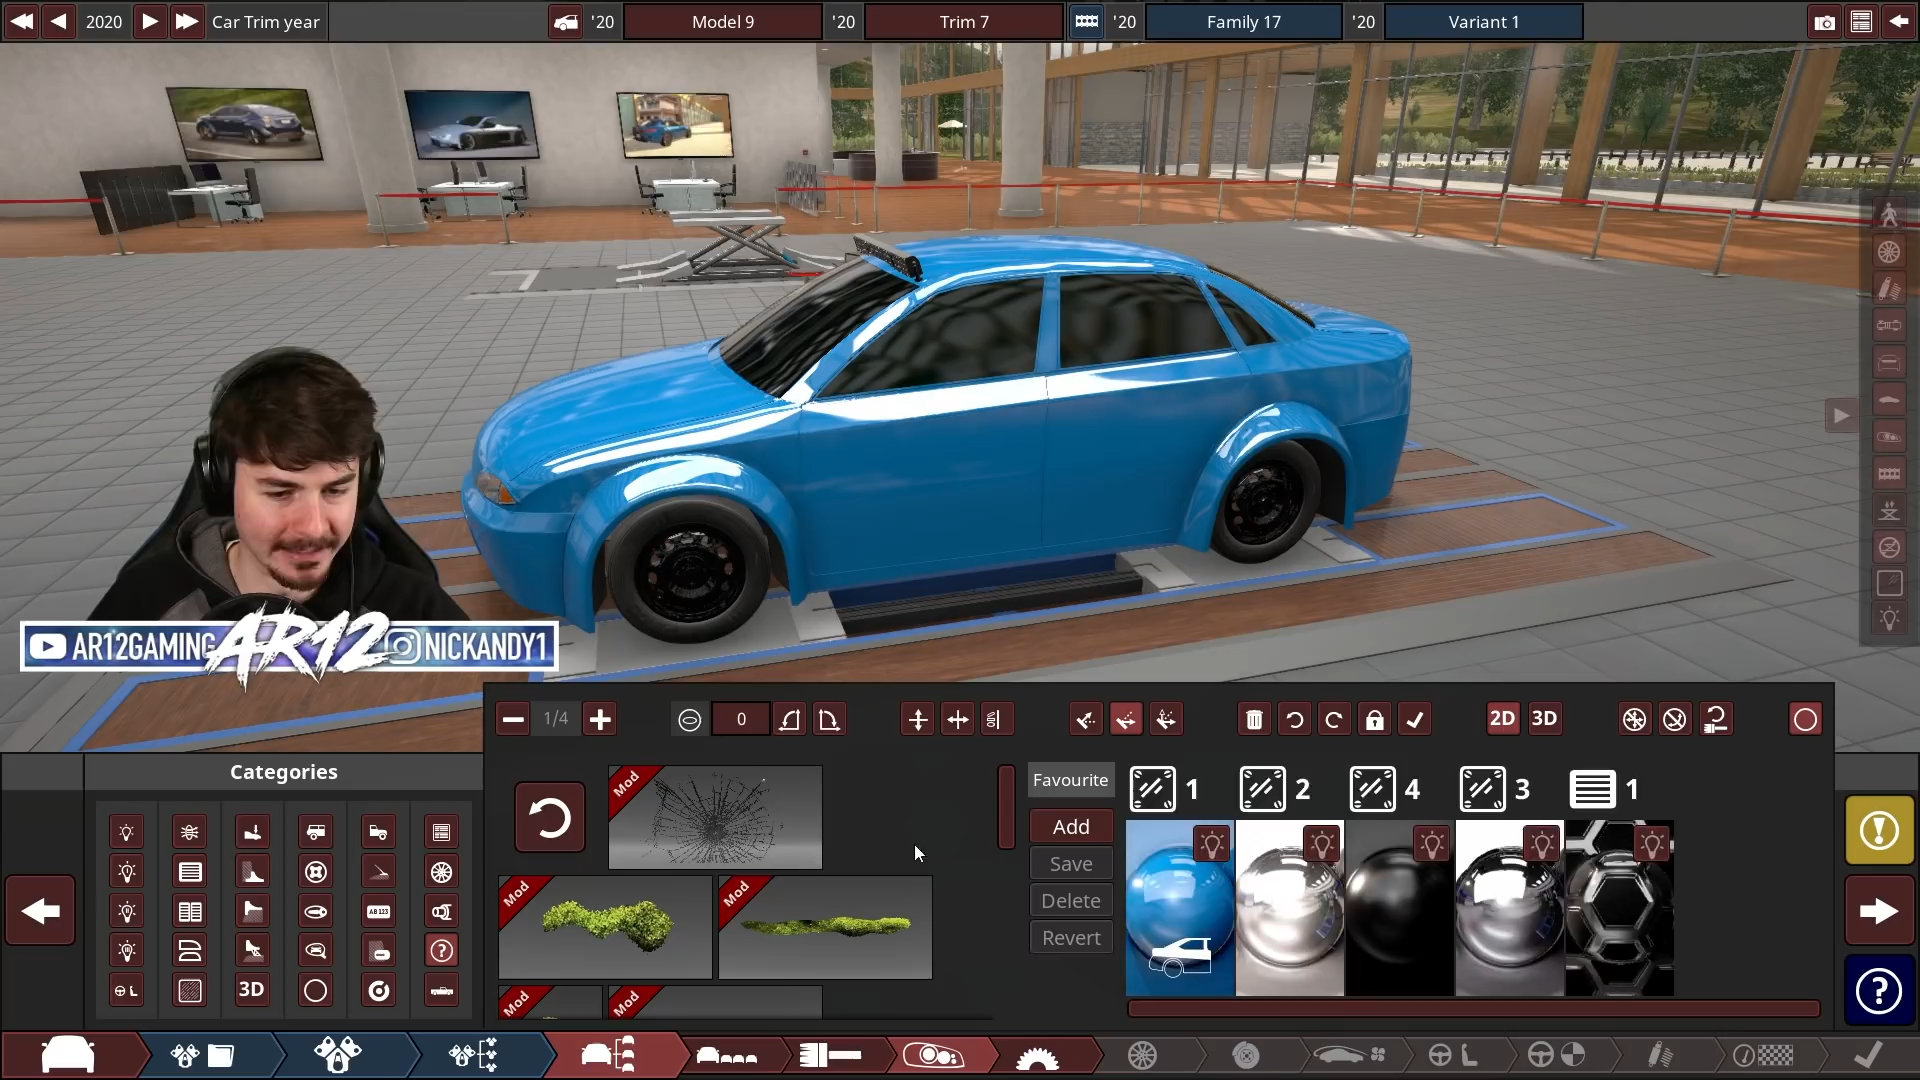 2020 Car Trim year '20 Model 9 '20 Trim 7 '20 Family 17 '20 Variant 1
AR12GAMING AR12 NICKANDY1
1/4 0 2D 3D
Categories
Mod
Favourite 1 2 4 3 1
Add
Save
Mod Mod
Delete
AB 123
Revert
3D
L
Mod Mod